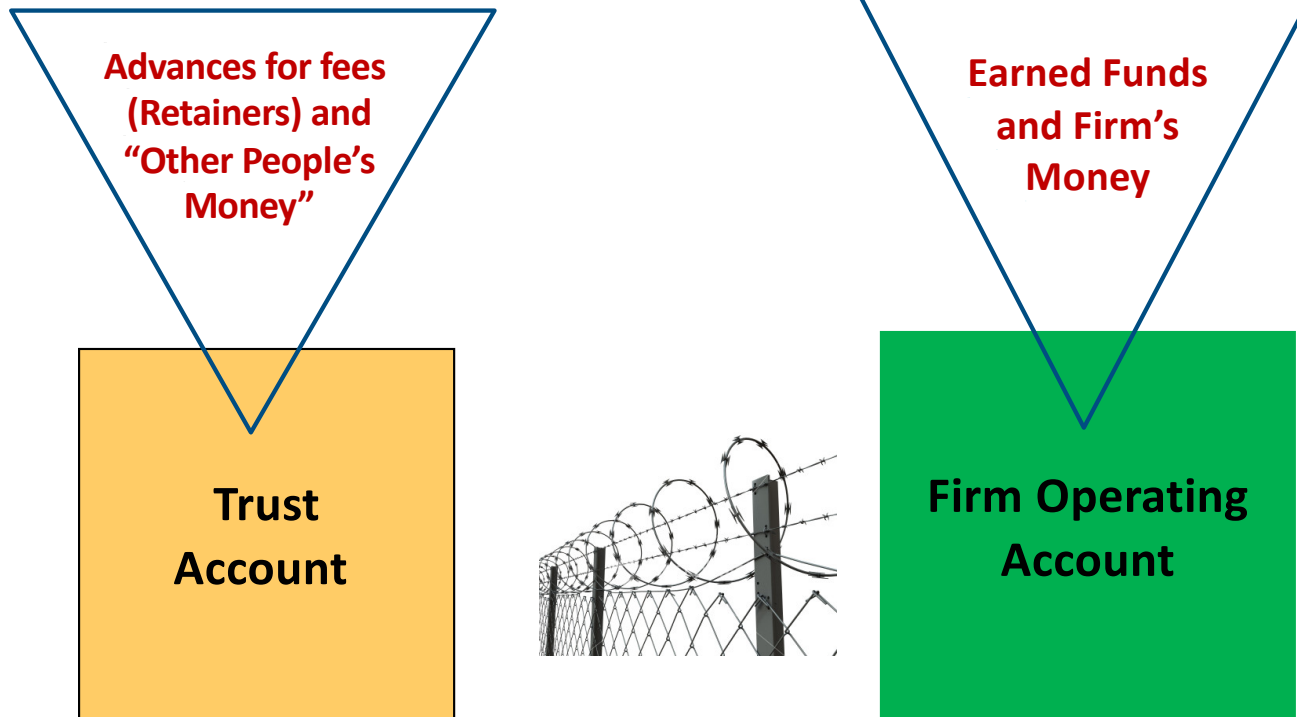 Advances for fees
(Retainers) and
“Other People’s
Money”
Earned Funds
and Firm’s
Money
Trust
Account
Firm Operating
Account